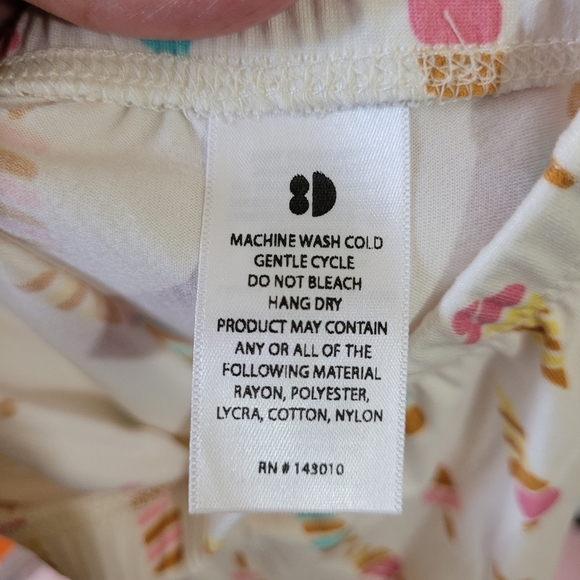 8D
MACHINE WASH COLD
GENTLE CYCLE
DO NOT BLEACH
HANG DRY
PRODUCT MAY CONTAIN
ANY OR ALL OF THE
FOLLOWING MATERIAL
RAYON, POLYESTER,
LYCRA, COTTON, NYLON
RN # 143010